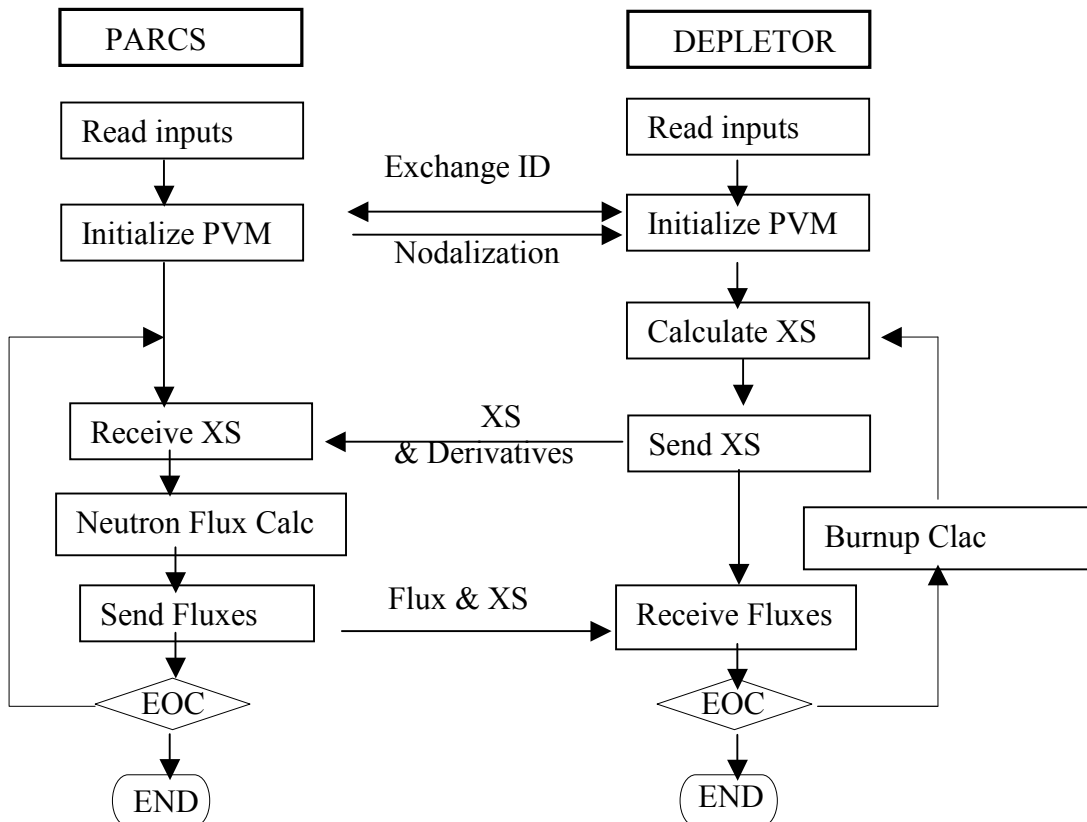 PARCS
DEPLETOR
Read inputs
Read inputs
Exchange ID
Initialize PVM
Initialize PVM
Nodalization
Calculate XS
XS
Receive XS
& Derivatives
Send XS
Neutron Flux Calc
Burnup Clac
Flux & XS
Send Fluxes
Receive Fluxes
EOC
EOC
END
END